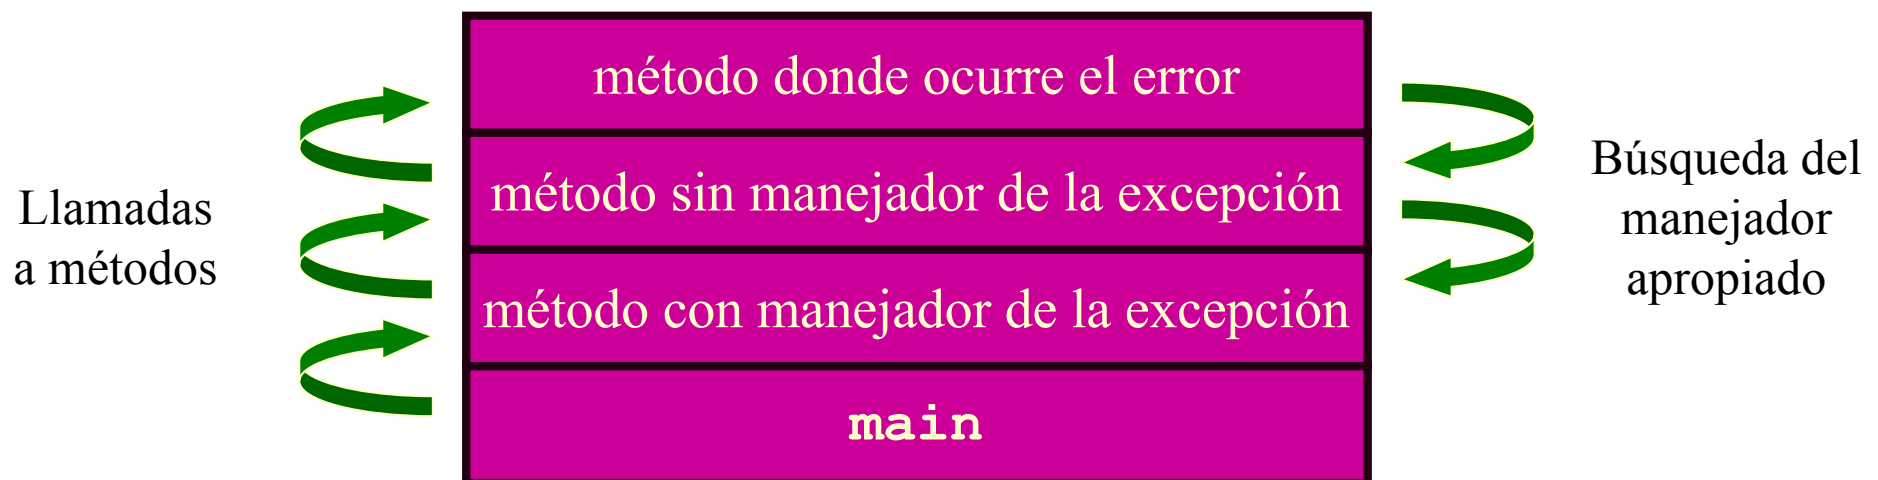 método donde ocurre el error
método sin manejador de la excepción
método con manejador de la excepción
main
Llamadas
a métodos
Búsqueda del
manejador
apropiado